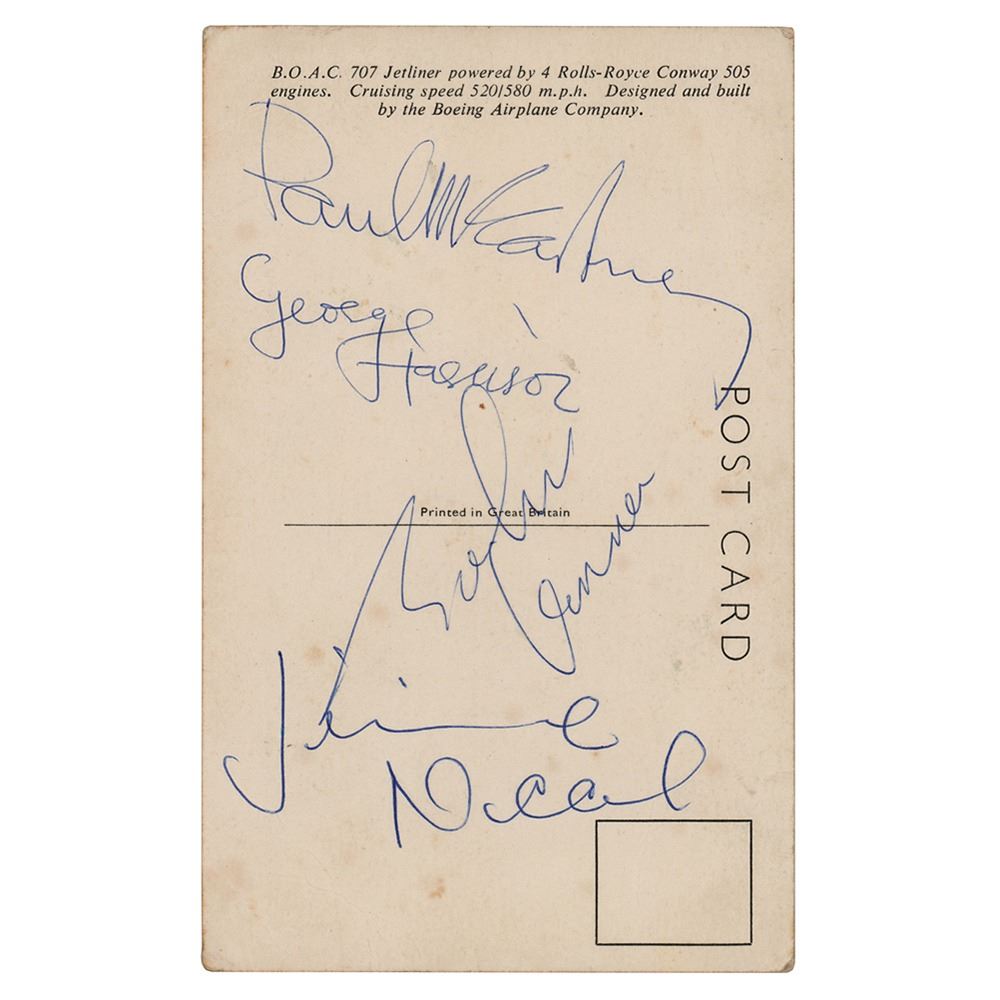 B.O.A.C. 707 Jetliner powered by 4 Rolls-Royce Conway 505
engines. Cruising speed 520/580 m.p.h. Designed and built
by the Boeing Airplane Company.
Paul McCartney
George
Harrison
Printed in Great Britain
John
Lennon
POST CARD
Jimmie
Nicol